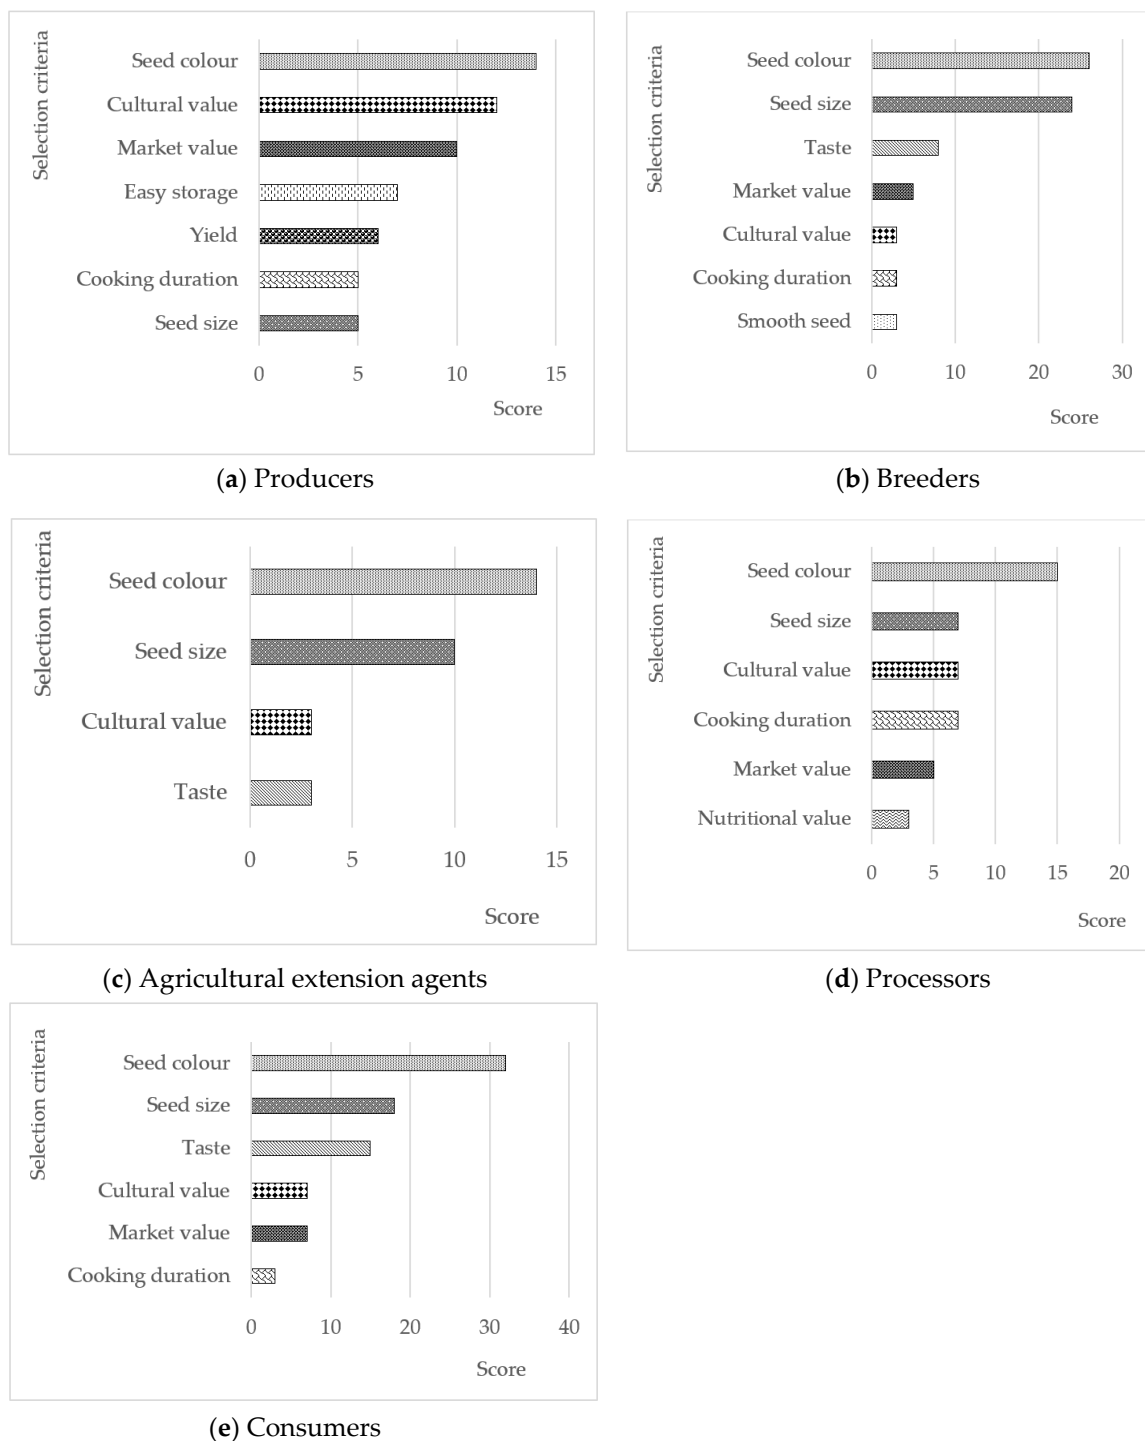 Selection criteria
Seed colour
Cultural value
Market value
Easy storage
Yield
Cooking duration
Seed size
0 5 10 15
Score
(a) Producers
Selection criteria
Seed colour
Seed size
Taste
Market value
Cultural value
Cooking duration
Smooth seed
0 10 20 30
Score
(b) Breeders
Selection criteria
Seed colour
Seed size
Cultural value
Taste
0 5 10 15
Score
(c) Agricultural extension agents
Selection criteria
Seed colour
Seed size
Cultural value
Cooking duration
Market value
Nutritional value
0 5 10 15 20
Score
(d) Processors
Selection criteria
Seed colour
Seed size
Taste
Cultural value
Market value
Cooking duration
0 10 20 30 40
Score
(e) Consumers